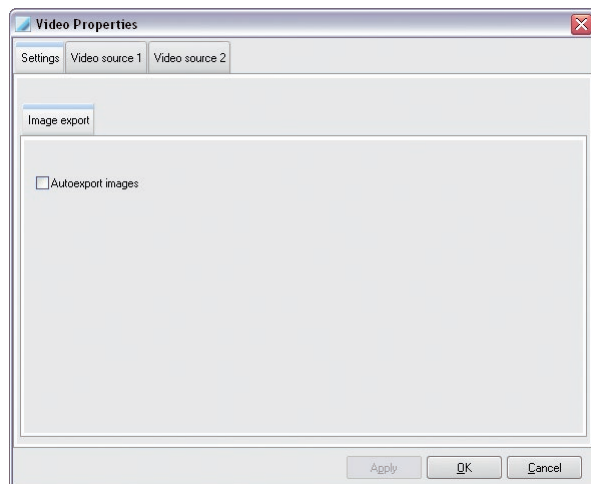 Video Properties
Settings Video source 1 Video source 2
Image export
Autoexport images
Apply OK Cancel